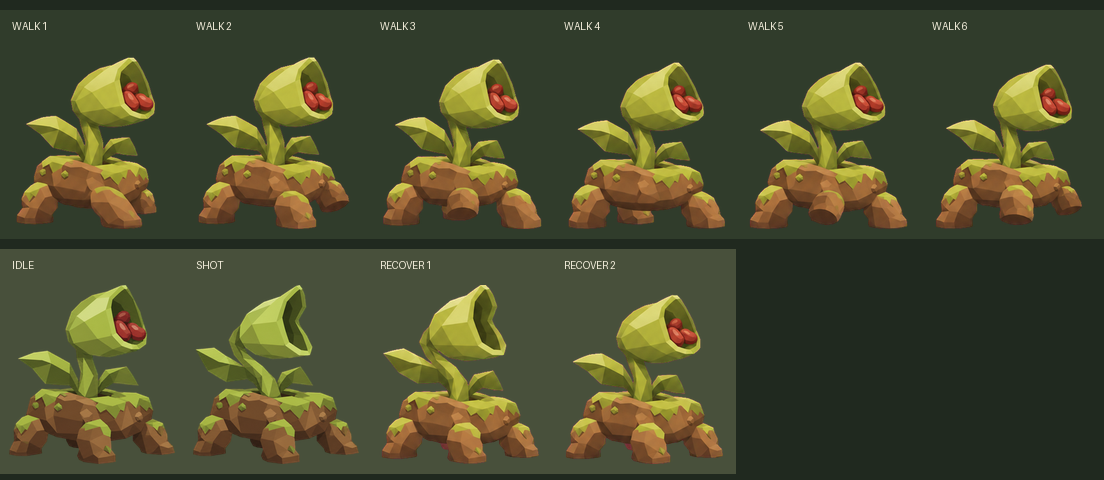 WALK 1
WALK 2
WALK 3
WALK 4
WALK 5
WALK 6
IDLE
SHOT
RECOVER 1
RECOVER 2